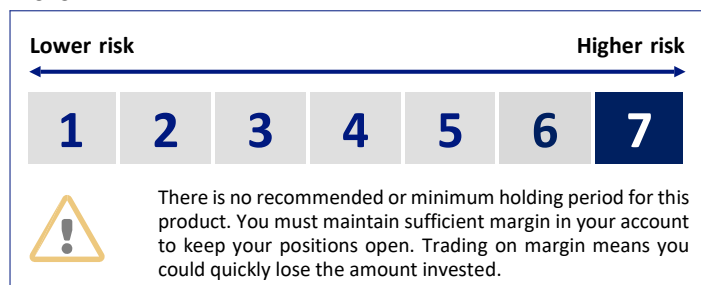 Lower risk Higher risk
1 2 3 4 5 6 7
There is no recommended or minimum holding period for this
product. You must maintain sufficient margin in your account
to keep your positions open. Trading on margin means you
could quickly lose the amount invested.